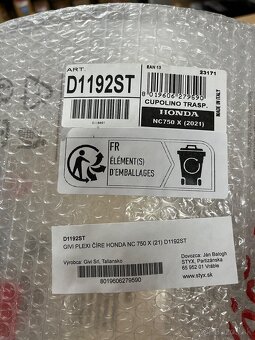 ART.
D1192ST
EAN 13
23171
8 019606 279590
CUPOLINO TRASP.
HONDA
NC750 X (2021)
MADE IN ITALY
FR
ÉLÉMENT(S)
D'EMBALLAGES
D1192ST
GIVI PLEXI ČÍRE HONDA NC 750 X (21) D1192ST
Výrobca: Givi Srl, Taliansko
8019606279590
Dovozca: Ján Balogh
STYX, Partizánska
65 952 01 Vráble
www.styx.sk